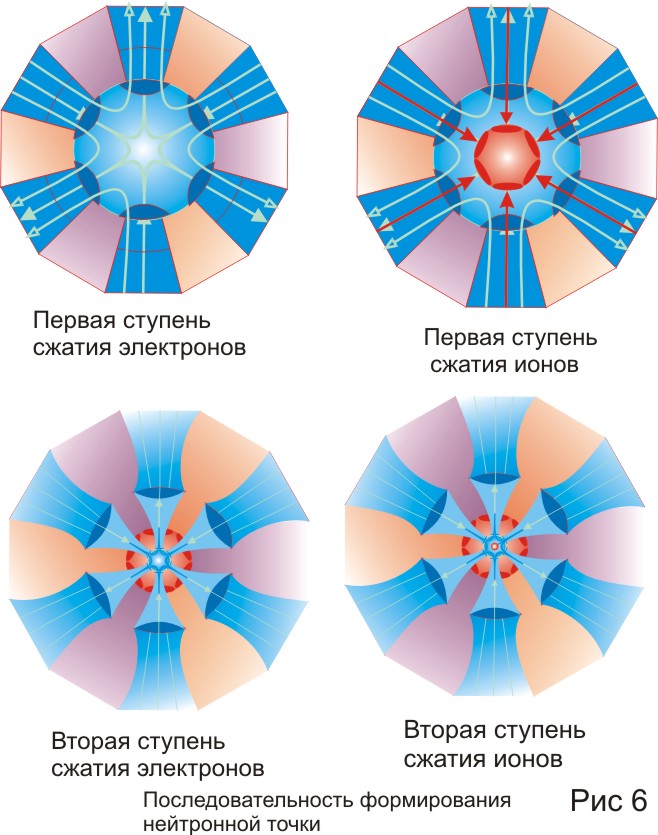 Первая ступень
сжатия электронов
Первая ступень
сжатия ионов
Вторая ступень
сжатия электронов
Вторая ступень
сжатия ионов
Последовательность формирования
нейтронной точки
Рис 6